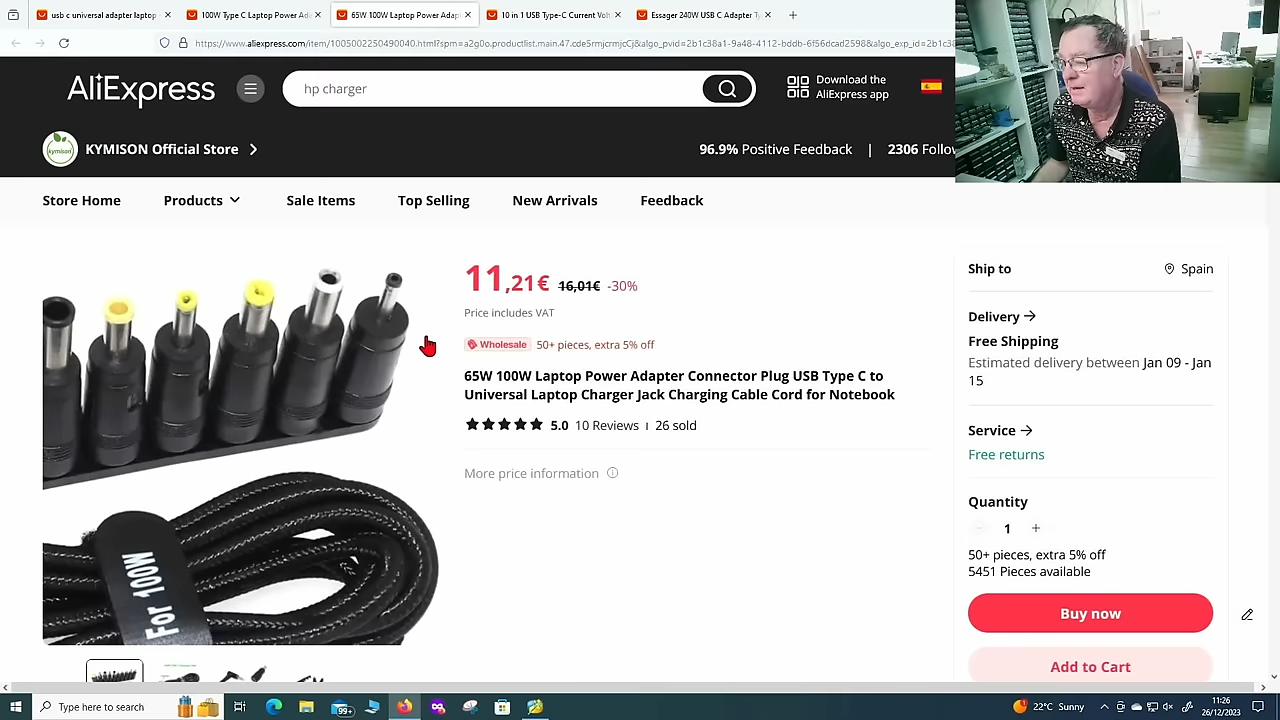 usb c universal adapter laptop
100W Type C Laptop Power Ad
65W 100W Laptop Power Adap
10 in 1 USB Type-C Convert
Essager 240W USB C Adapter
AliExpress
hp charger
Download the
AliExpress app
KYMISON Official Store
96.9% Positive Feedback | 2306 Follow
Store Home
Products
Sale Items
Top Selling
New Arrivals
Feedback
11,21€ 16,01€ -30%
Price includes VAT
Wholesale 50+ pieces, extra 5% off
65W 100W Laptop Power Adapter Connector Plug USB Type C to
Universal Laptop Charger Jack Charging Cable Cord for Notebook
5.0 10 Reviews 26 sold
More price information
For 100W
Ship to Spain
Delivery
Free Shipping
Estimated delivery between Jan 09 - Jan
15
Service
Free returns
Quantity
1
50+ pieces, extra 5% off
5451 Pieces available
Buy now
Add to Cart
Type here to search
99+
22°C Sunny
11:26
26/12/2023